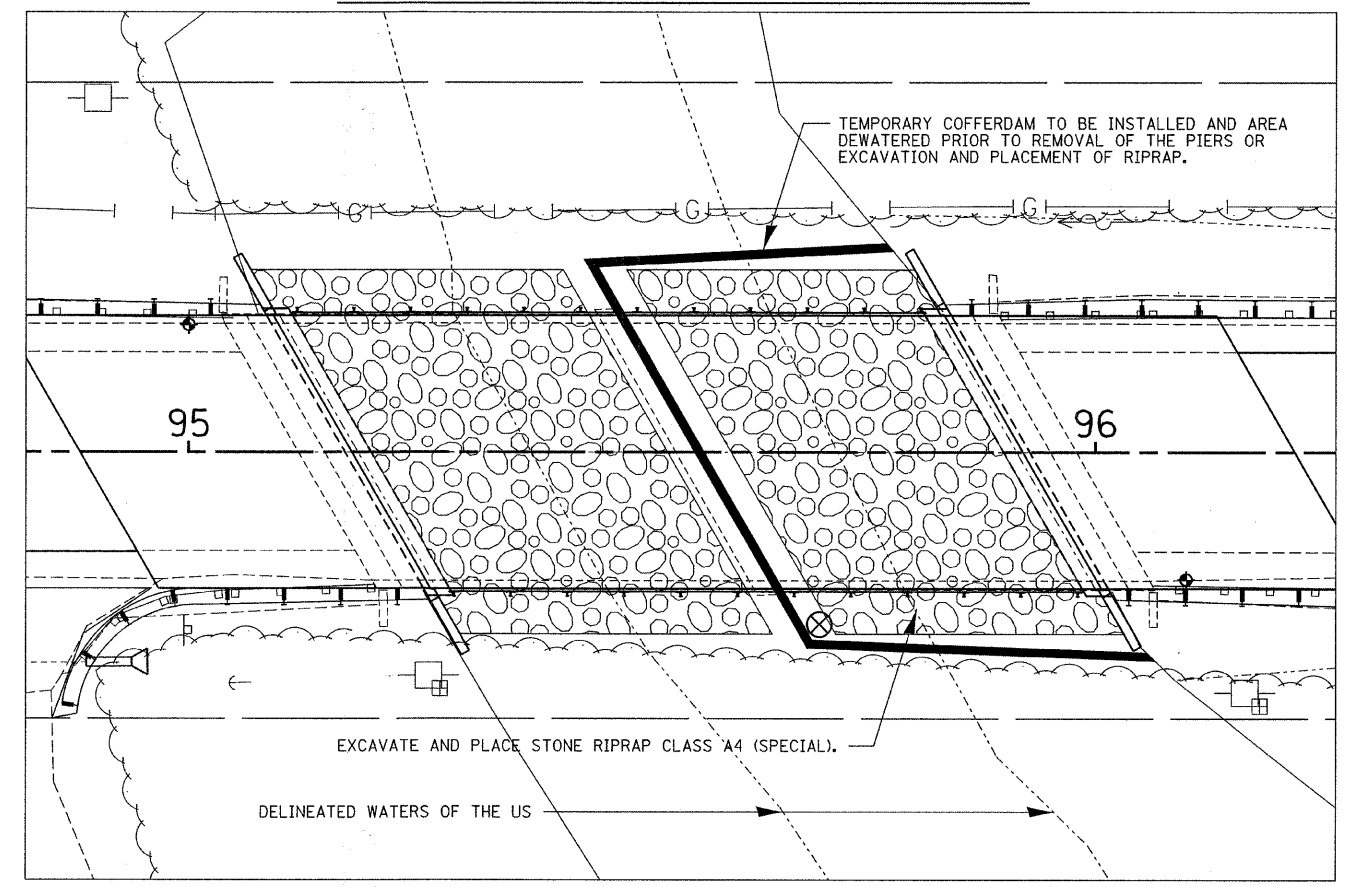 TEMPORARY COFFERDAM TO BE INSTALLED AND AREA
DEWATERED PRIOR TO REMOVAL OF THE PIERS OR
EXCAVATION AND PLACEMENT OF RIPRAP.
G
G
G
95
96
EXCAVATE AND PLACE STONE RIPRAP CLASS A4 (SPECIAL).
DELINEATED WATERS OF THE US